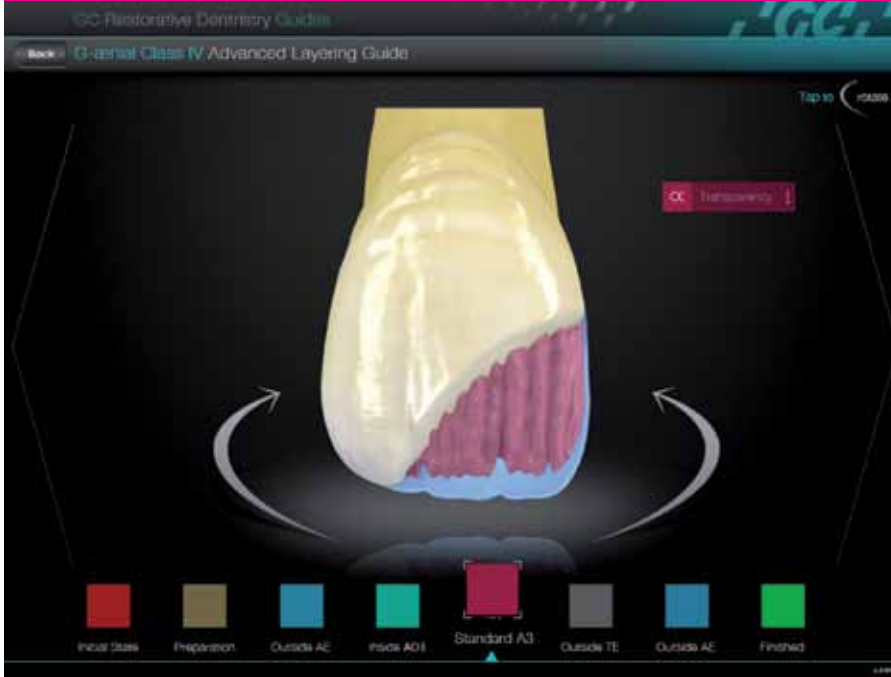 GC Restorative Dentistry Guides
GC
Back
G-ænial Class IV Advanced Layering Guide
Tap to rotate
Transparency
Initial State
Preparation
Outside AE
Inside
Standard A3
Outside TE
Outside AE
Finished